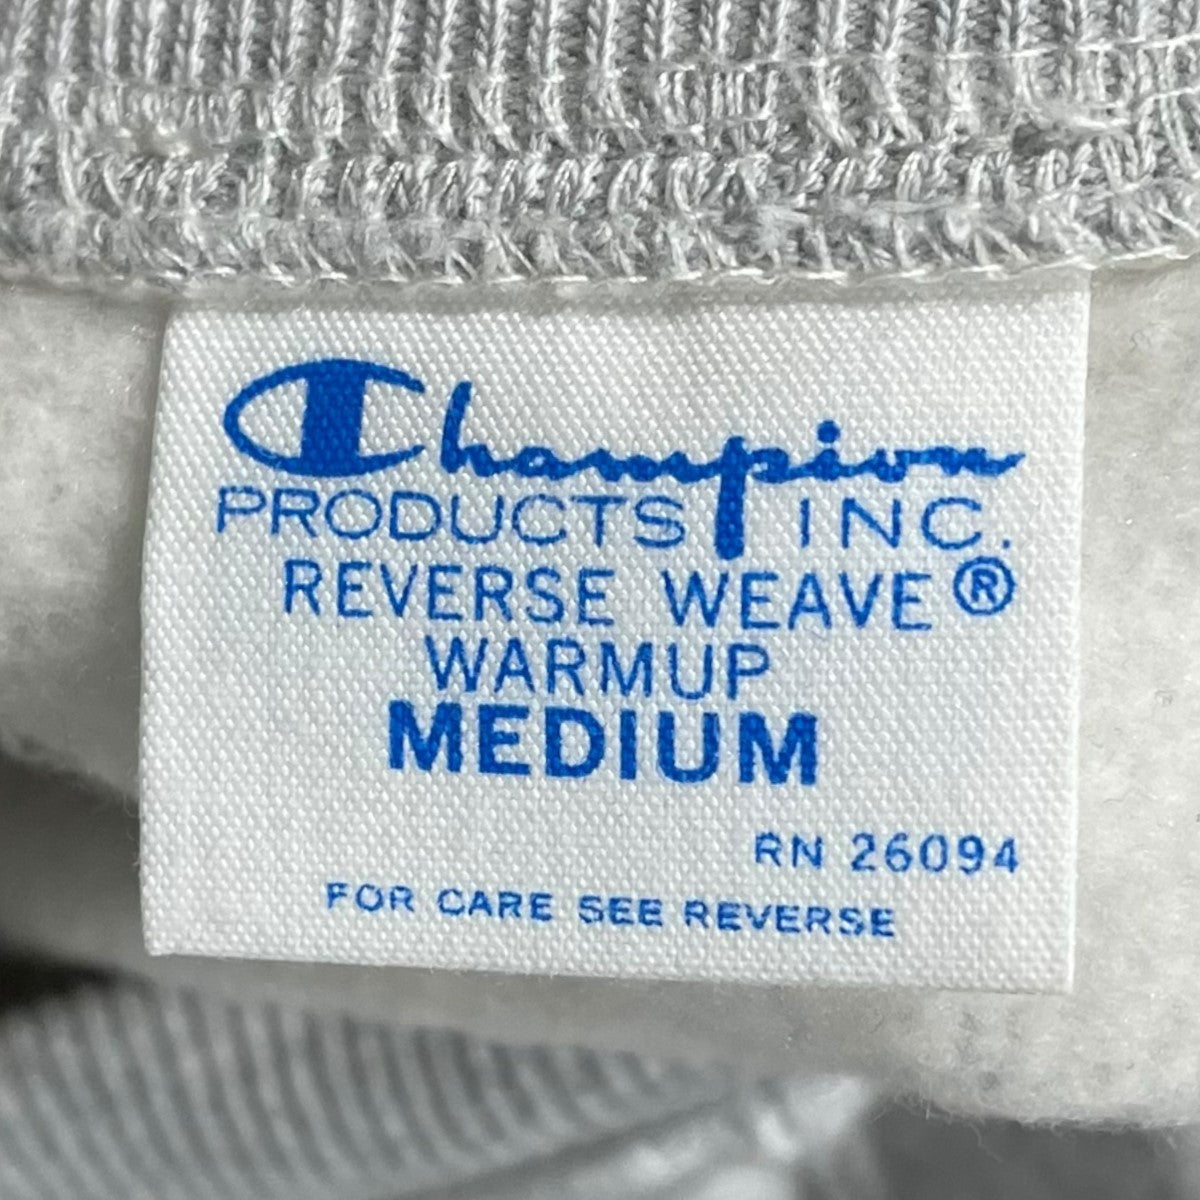 Champion
PRODUCTS INC.
REVERSE WEAVE®
WARMUP
MEDIUM
RN 26094
FOR CARE SEE REVERSE